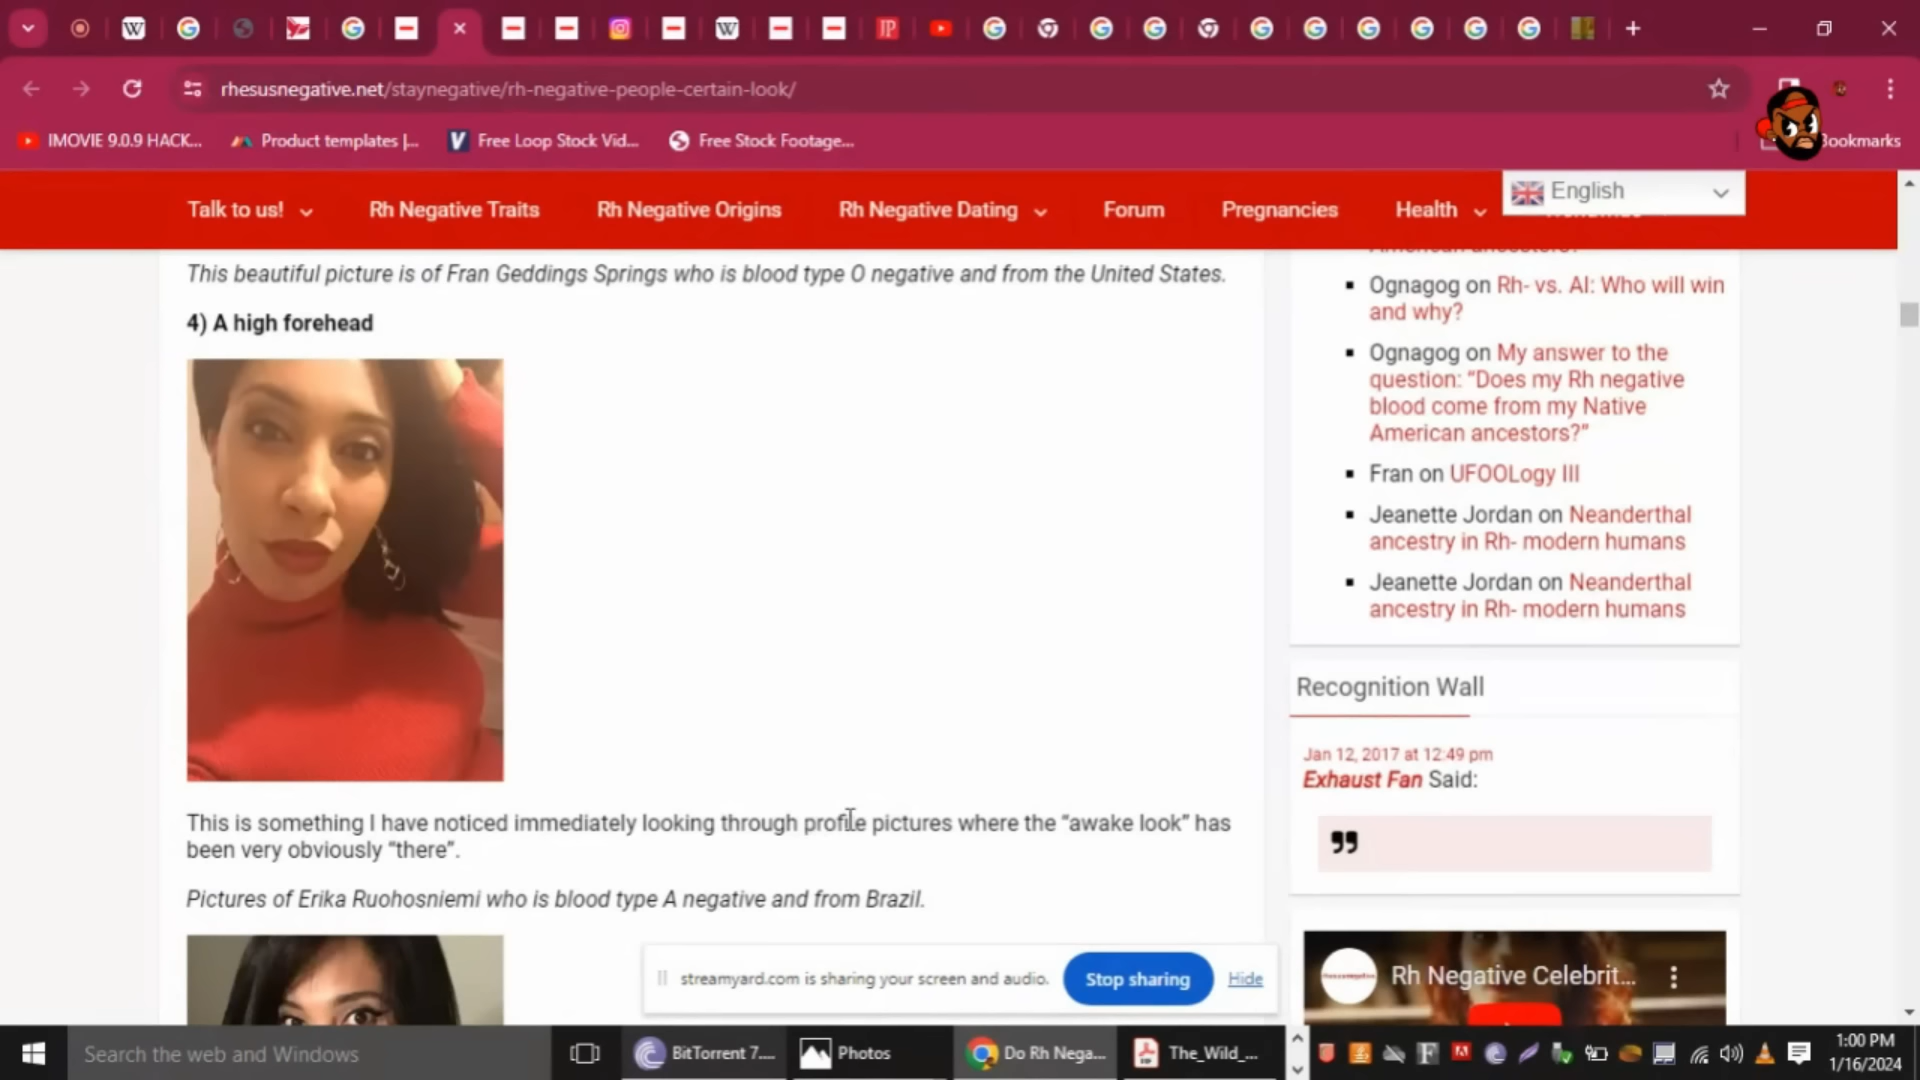 rhesusnegative.net/staynegative/rh-negative-people-certain-look/
IMOVIE 9.0.9 HACK...
Product templates |...
Free Loop Stock Vid...
Free Stock Footage...
Bookmarks
Talk to us!
Rh Negative Traits
Rh Negative Origins
Rh Negative Dating
Forum
Pregnancies
Health
English
This beautiful picture is of Fran Geddings Springs who is blood type O negative and from the United States.
4) A high forehead
This is something I have noticed immediately looking through profile pictures where the “awake look” has
been very obviously “there”.
Pictures of Erika Ruohosniemi who is blood type A negative and from Brazil.
American ancestors?"
Ognagog on Rh- vs. AI: Who will win
and why?
Ognagog on My answer to the
question: “Does my Rh negative
blood come from my Native
American ancestors?”
Fran on UFOOLogy III
Jeanette Jordan on Neanderthal
ancestry in Rh- modern humans
Jeanette Jordan on Neanderthal
ancestry in Rh- modern humans
Recognition Wall
Jan 12, 2017 at 12:49 pm
Exhaust Fan Said:
Rh Negative Celebrit...
streamyard.com is sharing your screen and audio.
Stop sharing
Hide
Search the web and Windows
BitTorrent 7....
Photos
Do Rh Nega...
The_Wild_...
1:00 PM
1/16/2024